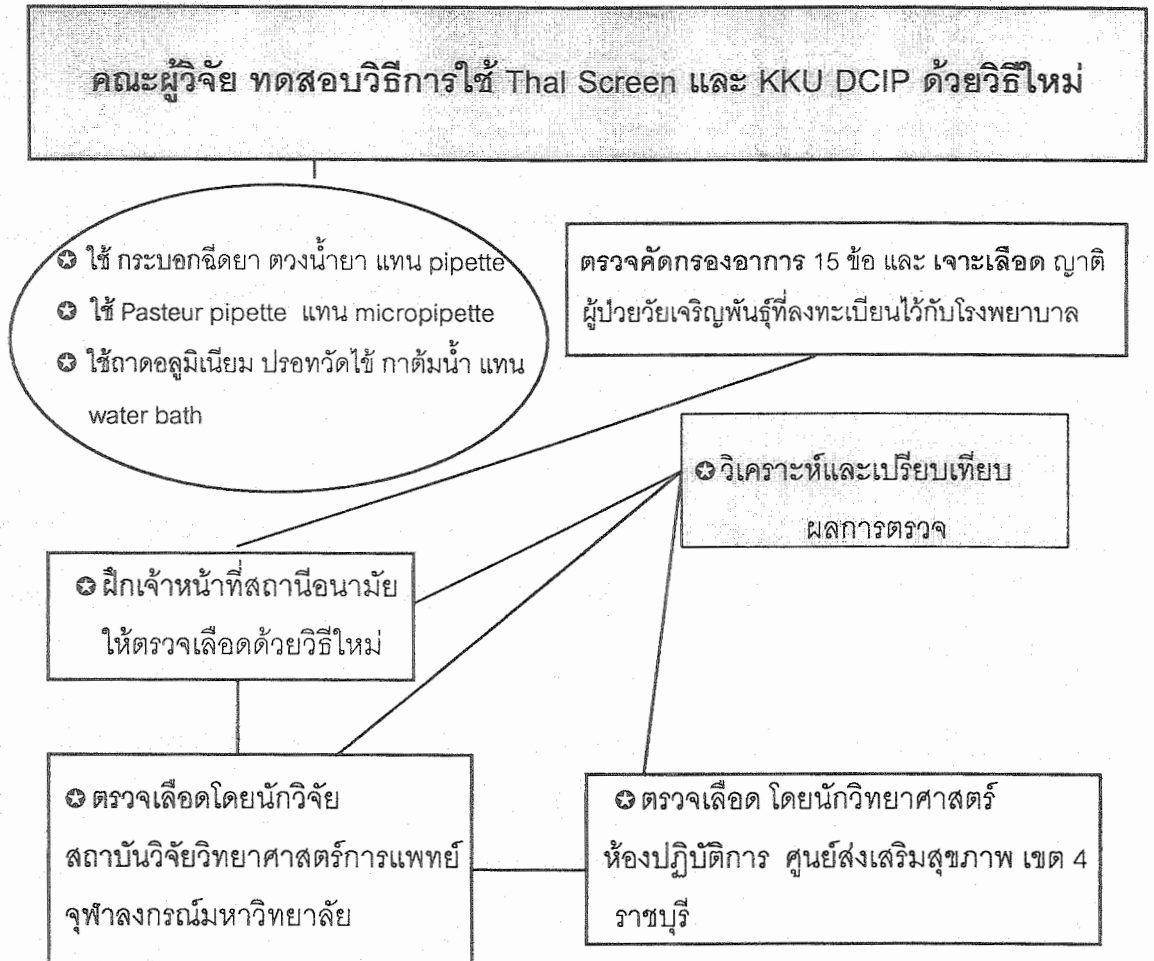 คณะผู้วิจัย ทดสอบวิธีการใช้ Thal Screen และ KKU DCIP ด้วยวิธีใหม่
✪ ใช้ กระบอกฉีดยา ตวงน้ำยา แทน pipette
✪ ใช้ Pasteur pipette แทน micropipette
✪ ใช้ถาดอลูมิเนียม ปรอทวัดไข้ กาต้มน้ำ แทน
water bath
ตรวจคัดกรองอาการ 15 ข้อ และ เจาะเลือด ญาติ
ผู้ป่วยวัยเจริญพันธุ์ที่ลงทะเบียนไว้กับโรงพยาบาล
✪ วิเคราะห์และเปรียบเทียบ
ผลการตรวจ
✪ ฝึกเจ้าหน้าที่สถานีอนามัย
ให้ตรวจเลือดด้วยวิธีใหม่
✪ ตรวจเลือดโดยนักวิจัย
สถาบันวิจัยวิทยาศาสตร์การแพทย์
จุฬาลงกรณ์มหาวิทยาลัย
✪ ตรวจเลือด โดยนักวิทยาศาสตร์
ห้องปฏิบัติการ ศูนย์ส่งเสริมสุขภาพ เขต 4
ราชบุรี